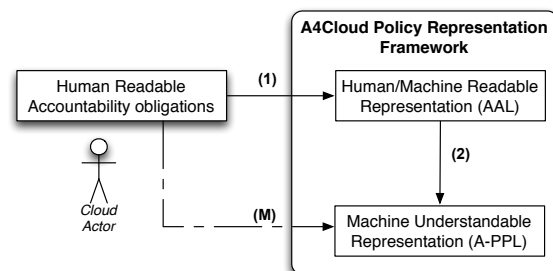 A4Cloud Policy Representation
Framework
Human Readable
Accountability obligations
(1)
Human/Machine Readable
Representation (AAL)
(2)
Cloud
Actor
(M)
Machine Understandable
Representation (A-PPL)